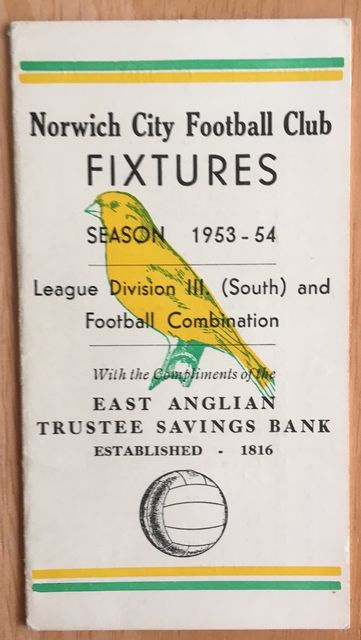 Norwich City Football Club
FIXTURES
SEASON 1953 - 54
League Division III. (South) and
Football Combination
With the Compliments of the
EAST ANGLIAN
TRUSTEE SAVINGS BANK
ESTABLISHED - 1816